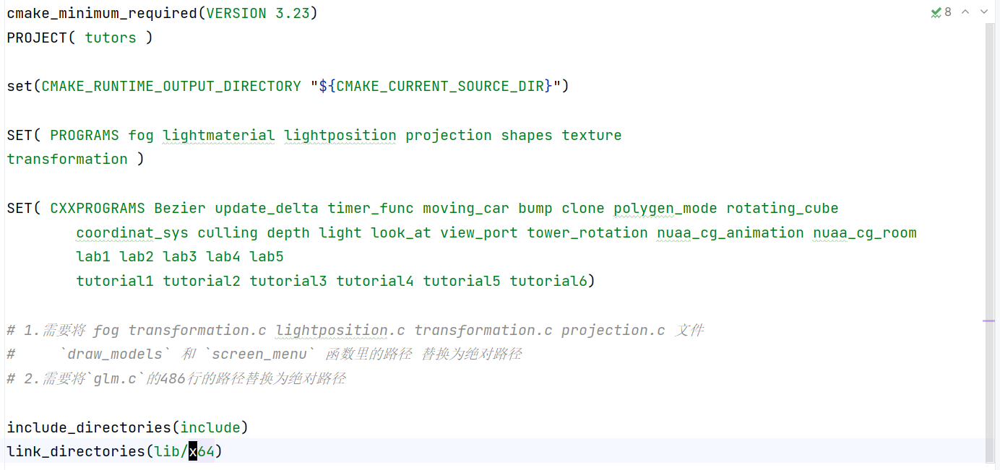 cmake_minimum_required(VERSION 3.23)
8
PROJECT( tutors )
set(CMAKE_RUNTIME_OUTPUT_DIRECTORY "${CMAKE_CURRENT_SOURCE_DIR}")
SET( PROGRAMS fog lightmaterial lightposition projection shapes texture
transformation )
SET( CXXPROGRAMS Bezier update_delta timer_func moving_car bump clone polygen_mode rotating_cube
coordinat_sys culling depth light look_at view_port tower_rotation nuaa_cg_animation nuaa_cg_room
lab1 lab2 lab3 lab4 lab5
tutorial1 tutorial2 tutorial3 tutorial4 tutorial5 tutorial6)
# 1.需要将 fog transformation.c lightposition.c transformation.c projection.c 文件
# `draw_models` 和 `screen_menu` 函数里的路径 替换为绝对路径
# 2.需要将`glm.c`的486行的路径替换为绝对路径
include_directories(include)
link_directories(lib/x64)